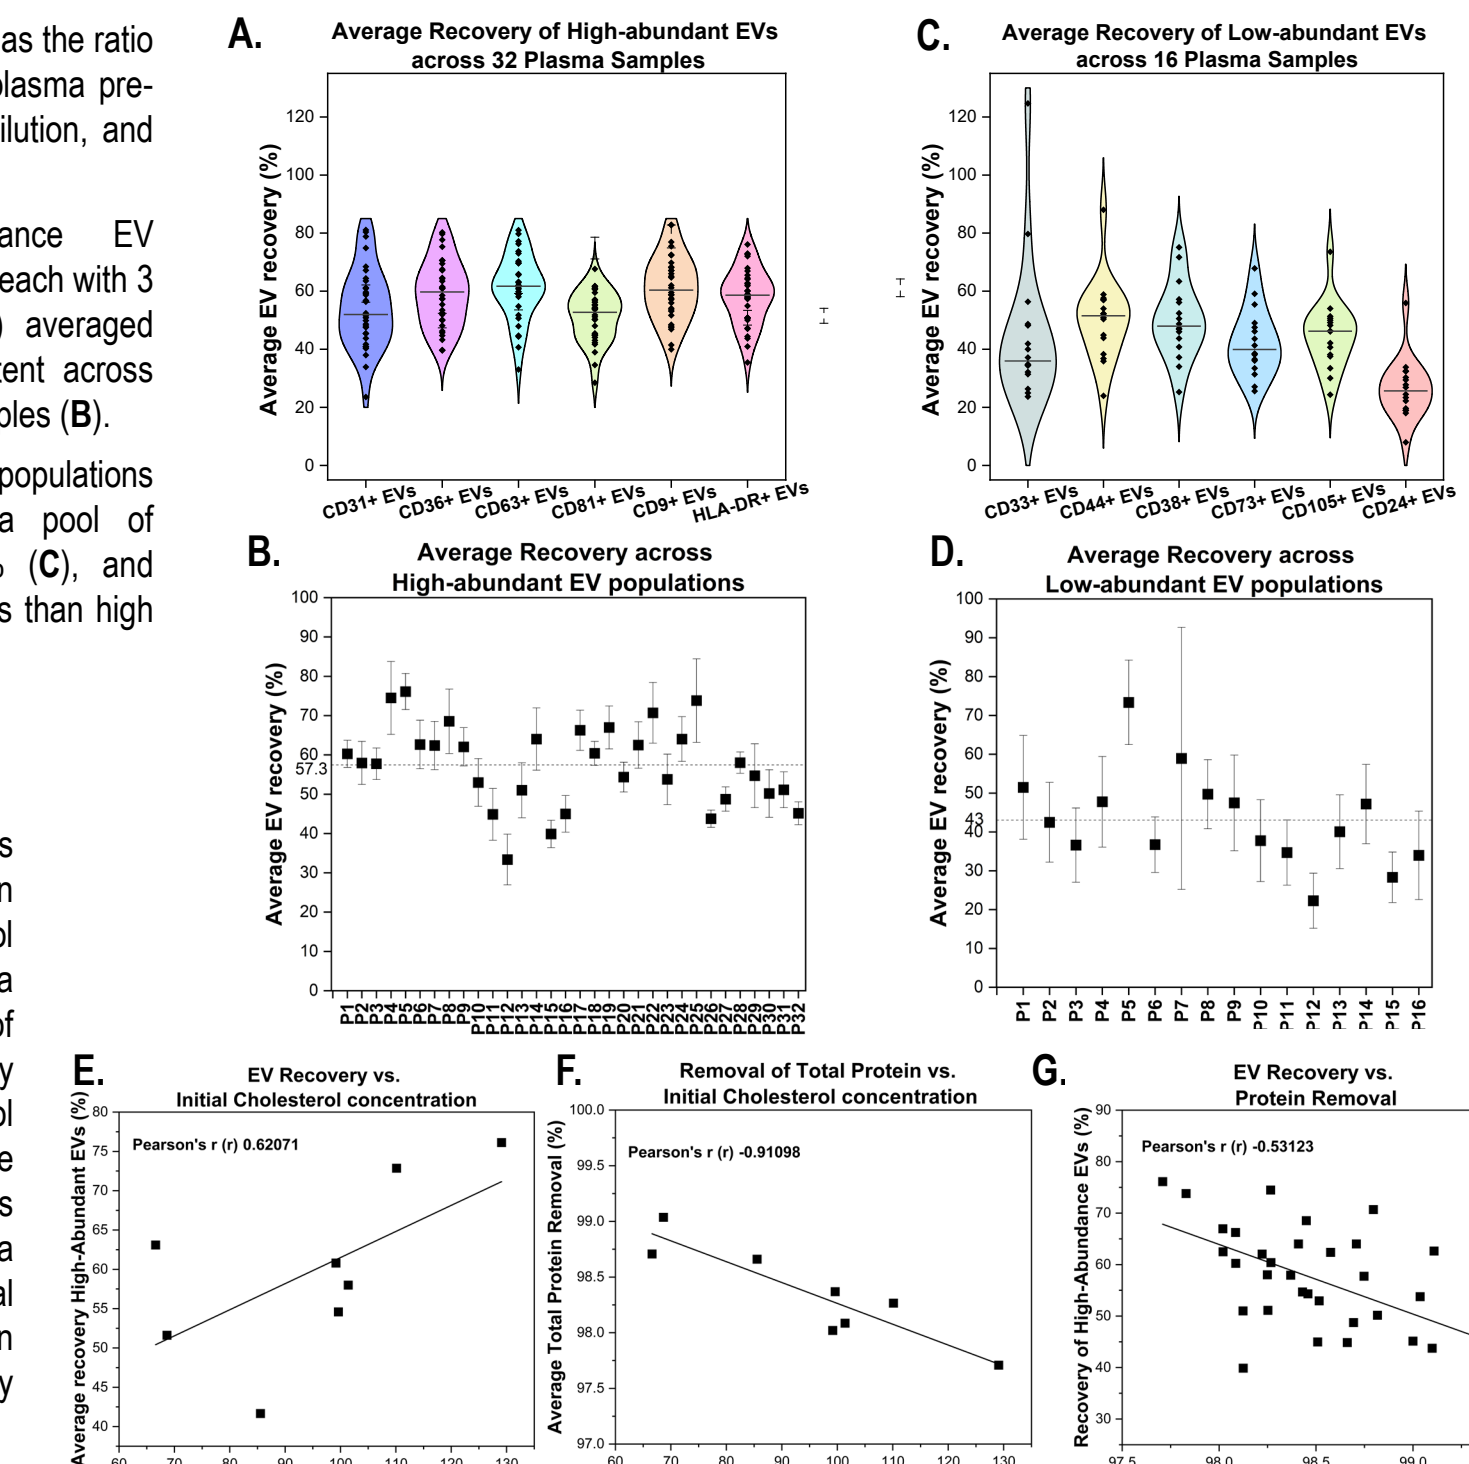 as the ratio
plasma pre-
ilution, and
ance EV
each with 3
) averaged
tent across
ples (B).
populations
a pool of
(C), and
s than high
s
n
ol
a
of
y
ol
e
s
a
al
n
y
A.
Average Recovery of High-abundant EVs
across 32 Plasma Samples
Average EV recovery (%)
120
100
80
60
40
20
0
CD31+ EVs
CD36+ EVs
CD63+ EVs
CD81+ EVs
CD9+ EVs
HLA-DR+ EVs
C.
Average Recovery of Low-abundant EVs
across 16 Plasma Samples
Average EV recovery (%)
120
100
80
60
40
20
0
CD33+ EVs
CD44+ EVs
CD38+ EVs
CD73+ EVs
CD105+ EVs
CD24+ EVs
B.
Average Recovery across
High-abundant EV populations
Average EV recovery (%)
100
90
80
70
60
57.3
50
40
30
20
10
0
P1
P2
P3
P4
P5
P6
P7
P8
P9
P10
P11
P12
P13
P14
P15
P16
P17
P18
P19
P20
P21
P22
P23
P24
P25
P26
P27
P28
P29
P30
P31
P32
D.
Average Recovery across
Low-abundant EV populations
Average EV recovery (%)
100
90
80
70
60
50
43
40
30
20
10
0
P1
P2
P3
P4
P5
P6
P7
P8
P9
P10
P11
P12
P13
P14
P15
P16
E.
EV Recovery vs.
Initial Cholesterol concentration
Pearson's r (r) 0.62071
Average recovery High-Abundant EVs (%)
80
75
70
65
60
55
50
45
40
60
70
80
90
100
110
120
130
F.
Removal of Total Protein vs.
Initial Cholesterol concentration
Pearson's r (r) -0.91098
Average Total Protein Removal (%)
100.0
99.5
99.0
98.5
98.0
97.5
97.0
60
70
80
90
100
110
120
130
G.
EV Recovery vs.
Protein Removal
Pearson's r (r) -0.53123
Recovery of High-Abundance EVs (%)
90
80
70
60
50
40
30
97.5
98.0
98.5
99.0